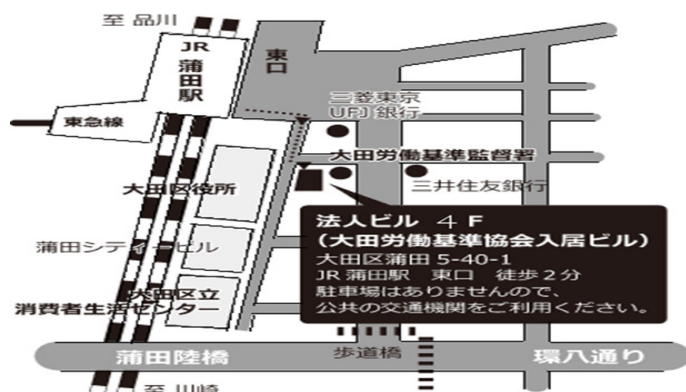 至 品川
JR
蒲田駅
東口
東急線
三菱東京
UFJ 銀行
大田労働基準監督署
三井住友銀行
大田区役所
法人ビル 4F
(大田労働基準協会入居ビル)
大田区蒲田 5-40-1
JR 蒲田駅 東口 徒歩2分
駐車場はありませんので、
公共の交通機関をご利用ください。
蒲田シティービル
大田区立
消費者生活センター
蒲田陸橋
歩道橋
環八通り
至 川崎